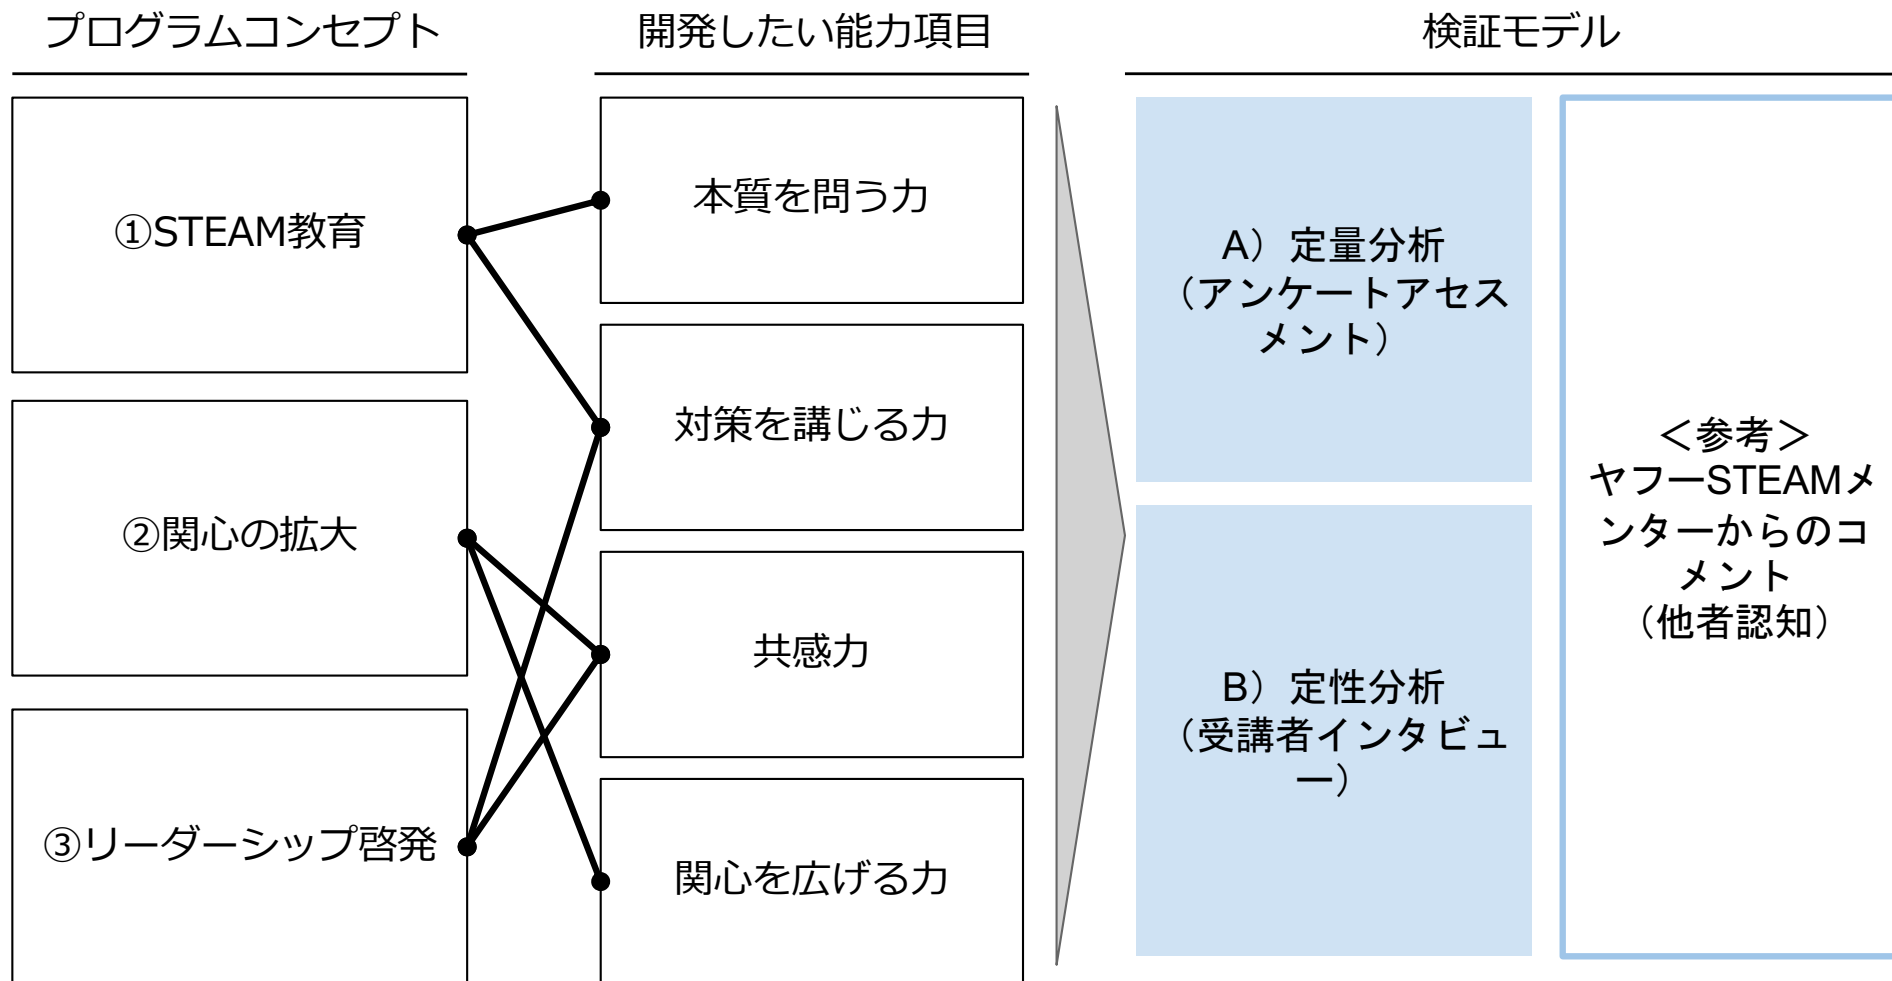 プログラムコンセプト
開発したい能力項目
検証モデル
①STEAM教育
②関心の拡大
③リーダーシップ啓発
本質を問う力
対策を講じる力
共感力
関心を広げる力
A）定量分析
（アンケートアセス
メント）
B）定性分析
（受講者インタビュ
ー）
＜参考＞
ヤフーSTEAMメ
ンターからのコ
メント
（他者認知）